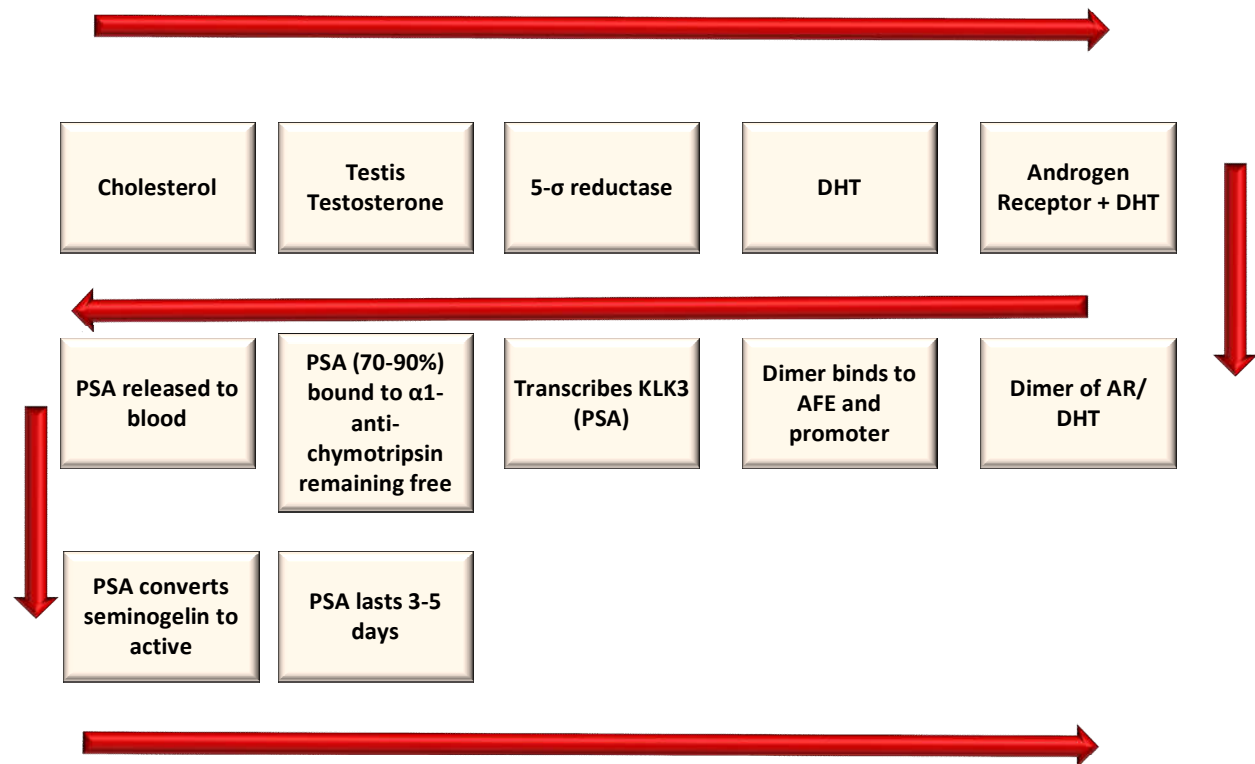 Cholesterol
Testis
Testosterone
5-σ reductase
DHT
Androgen
Receptor + DHT
PSA released to
blood
PSA (70-90%)
bound to α1-
anti-
chymotripsin
remaining free
Transcribes KLK3
(PSA)
Dimer binds to
AFE and
promoter
Dimer of AR/
DHT
PSA converts
seminogelin to
active
PSA lasts 3-5
days